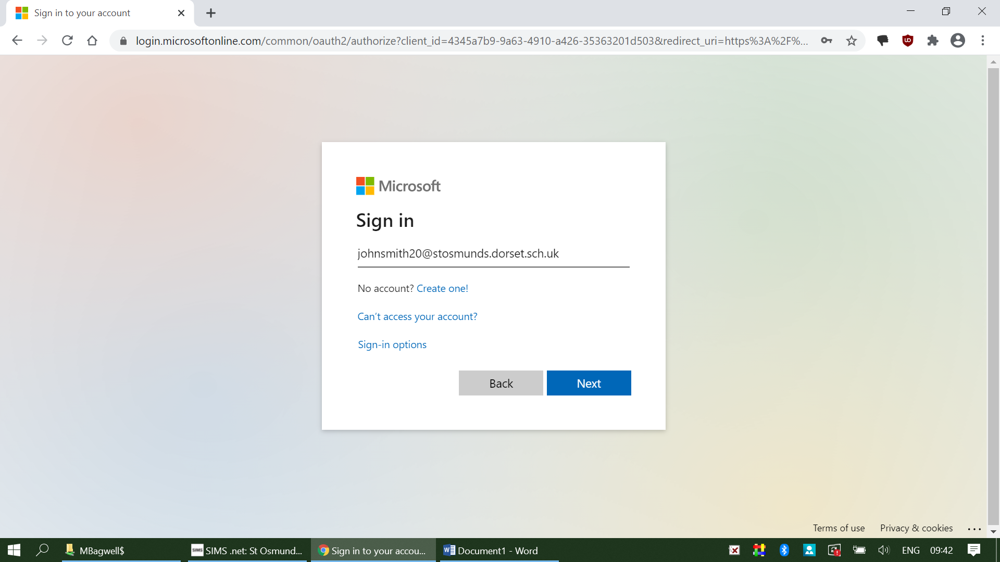 Sign in to your account
login.microsoftonline.com/common/oauth2/authorize?client_id=4345a7b9-9a63-4910-a426-35363201d503&redirect_uri=https%3A%2F%...
Microsoft
Sign in
johnsmith20@stosmunds.dorset.sch.uk
No account? Create one!
Can't access your account?
Sign-in options
Back Next
Terms of use Privacy & cookies ...
MBagwell$ SIMS SIMS .net: St Osmund... Sign in to your accou... Document1 - Word ENG 09:42